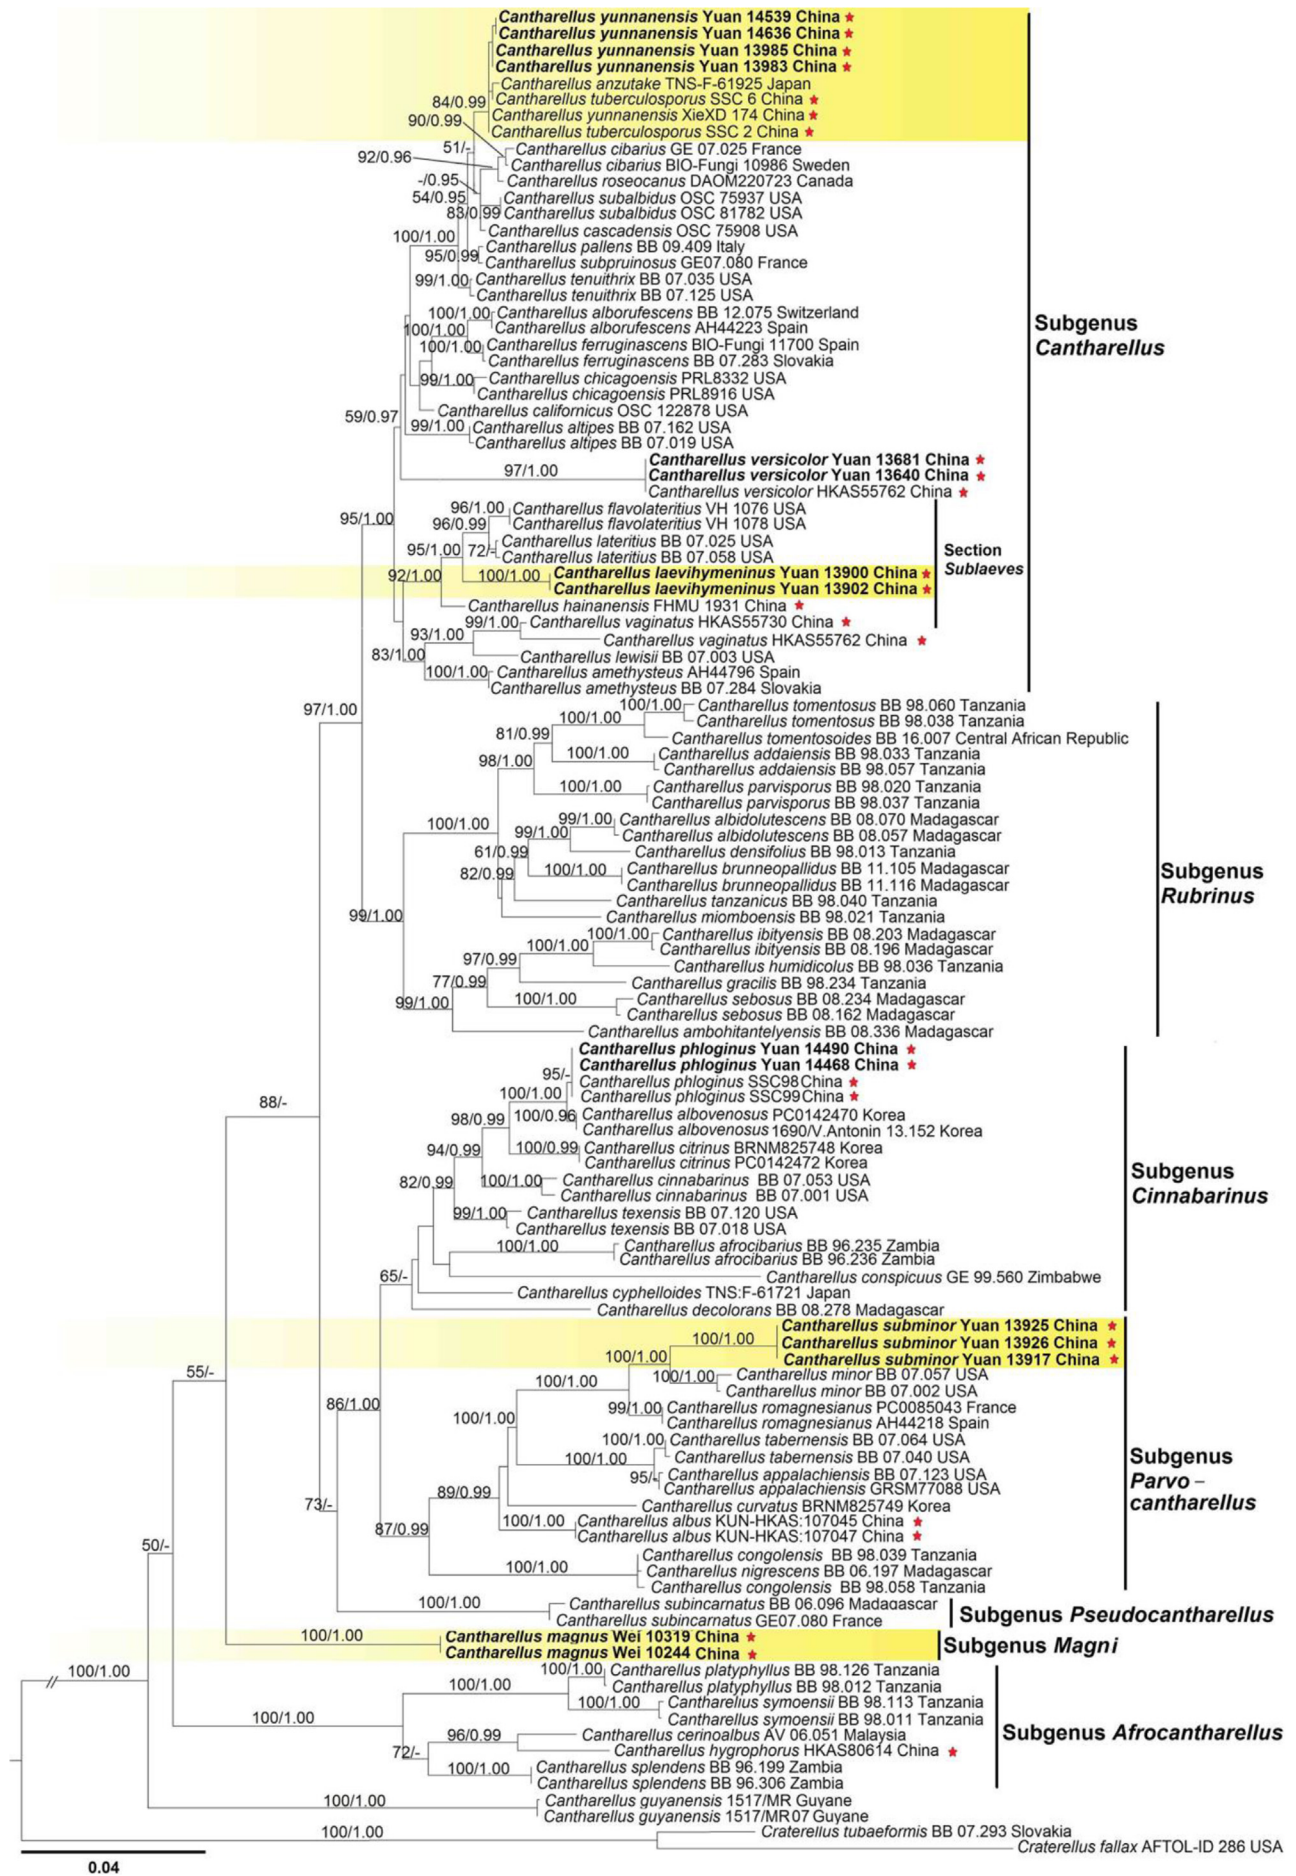 Cantharellus yunnanensis Yuan 14539 China ★
Cantharellus yunnanensis Yuan 14636 China ★
Cantharellus yunnanensis Yuan 13985 China ★
Cantharellus yunnanensis Yuan 13983 China ★
Cantharellus anzutake TNS-F-61925 Japan
84/0.99
Cantharellus tuberculosporus SSC 6 China ★
90/0.99
Cantharellus yunnanensis XieXD 174 China ★
Cantharellus tuberculosporus SSC 2 China ★
51/-
Cantharellus cibarius GE 07.025 France
92/0.96
Cantharellus cibarius BIO-Fungi 10986 Sweden
-/0.95
Cantharellus roseocanus DAOM220723 Canada
54/0.95
Cantharellus subalbidus OSC 75937 USA
83/0.99
Cantharellus subalbidus OSC 81782 USA
Cantharellus cascadensis OSC 75908 USA
100/1.00
Cantharellus pallens BB 09.409 Italy
95/0.99
Cantharellus subpruinosus GE07.080 France
99/1.00
Cantharellus tenuithrix BB 07.035 USA
Cantharellus tenuithrix BB 07.125 USA
100/1.00
Cantharellus alborufescens BB 12.075 Switzerland
100/1.00
Cantharellus alborufescens AH44223 Spain
Subgenus
Cantharellus
100/1.00
Cantharellus ferruginascens BIO-Fungi 11700 Spain
Cantharellus ferruginascens BB 07.283 Slovakia
99/1.00
Cantharellus chicagoensis PRL8332 USA
Cantharellus chicagoensis PRL8916 USA
Cantharellus californicus OSC 122878 USA
59/0.97
99/1.00
Cantharellus altipes BB 07.162 USA
Cantharellus altipes BB 07.019 USA
97/1.00
Cantharellus versicolor Yuan 13681 China ★
Cantharellus versicolor Yuan 13640 China ★
Cantharellus versicolor HKAS55762 China ★
95/1.00
96/1.00
Cantharellus flavolateritius VH 1076 USA
96/0.99
Cantharellus flavolateritius VH 1078 USA
Cantharellus lateritius BB 07.025 USA
95/1.00
72/-
Cantharellus lateritius BB 07.058 USA
Section
Sublaeves
92/1.00
100/1.00
Cantharellus laevihymeninus Yuan 13900 China ★
Cantharellus laevihymeninus Yuan 13902 China ★
Cantharellus hainanensis FHMU 1931 China ★
99/1.00
Cantharellus vaginatus HKAS55730 China ★
93/1.00
Cantharellus vaginatus HKAS55762 China ★
83/1.00
Cantharellus lewisii BB 07.003 USA
100/1.00
Cantharellus amethysteus AH44796 Spain
Cantharellus amethysteus BB 07.284 Slovakia
97/1.00
100/1.00
Cantharellus tomentosus BB 98.060 Tanzania
100/1.00
Cantharellus tomentosus BB 98.038 Tanzania
81/0.99
Cantharellus tomentosoides BB 16.007 Central African Republic
98/1.00
100/1.00
Cantharellus addaiensis BB 98.033 Tanzania
Cantharellus addaiensis BB 98.057 Tanzania
100/1.00
Cantharellus parvisporus BB 98.020 Tanzania
Cantharellus parvisporus BB 98.037 Tanzania
100/1.00
99/1.00
Cantharellus albidolutescens BB 08.070 Madagascar
99/1.00
Cantharellus albidolutescens BB 08.057 Madagascar
61/0.99
Cantharellus densifolius BB 98.013 Tanzania
82/0.99
100/1.00
Cantharellus brunneopallidus BB 11.105 Madagascar
Cantharellus brunneopallidus BB 11.116 Madagascar
Subgenus
Rubrinus
Cantharellus tanzanicus BB 98.040 Tanzania
99/1.00
Cantharellus miomboensis BB 98.021 Tanzania
100/1.00
Cantharellus ibityensis BB 08.203 Madagascar
100/1.00
Cantharellus ibityensis BB 08.196 Madagascar
97/0.99
Cantharellus humidicolus BB 98.036 Tanzania
77/0.99
Cantharellus gracilis BB 98.234 Tanzania
99/1.00
100/1.00
Cantharellus sebosus BB 08.234 Madagascar
Cantharellus sebosus BB 08.162 Madagascar
Cantharellus ambohitantelyensis BB 08.336 Madagascar
88/-
Cantharellus phloginus Yuan 14490 China ★
Cantharellus phloginus Yuan 14468 China ★
95/-
Cantharellus phloginus SSC98China ★
100/1.00
Cantharellus phloginus SSC99China ★
98/0.99
100/0.96
Cantharellus albovenosus PC0142470 Korea
Cantharellus albovenosus 1690/V.Antonin 13.152 Korea
94/0.99
100/0.99
Cantharellus citrinus BRNM825748 Korea
Cantharellus citrinus PC0142472 Korea
82/0.99
100/1.00
Cantharellus cinnabarinus BB 07.053 USA
Cantharellus cinnabarinus BB 07.001 USA
Subgenus
Cinnabarinus
99/1.00
Cantharellus texensis BB 07.120 USA
Cantharellus texensis BB 07.018 USA
100/1.00
Cantharellus afrocibarius BB 96.235 Zambia
Cantharellus afrocibarius BB 96.236 Zambia
65/-
Cantharellus conspicuus GE 99.560 Zimbabwe
Cantharellus cyphelloides TNS:F-61721 Japan
Cantharellus decolorans BB 08.278 Madagascar
100/1.00
Cantharellus subminor Yuan 13925 China ★
Cantharellus subminor Yuan 13926 China ★
100/1.00
Cantharellus subminor Yuan 13917 China ★
55/-
100/1.00
100/1.00
Cantharellus minor BB 07.057 USA
Cantharellus minor BB 07.002 USA
86/1.00
100/1.00
99/1.00
Cantharellus romagnesianus PC0085043 France
Cantharellus romagnesianus AH44218 Spain
100/1.00
Cantharellus tabernensis BB 07.064 USA
100/1.00
Cantharellus tabernensis BB 07.040 USA
95/-
Cantharellus appalachiensis BB 07.123 USA
Cantharellus appalachiensis GRSM77088 USA
Subgenus
Parvo –
cantharellus
73/-
89/0.99
Cantharellus curvatus BRNM825749 Korea
87/0.99
100/1.00
Cantharellus albus KUN-HKAS:107045 China ★
Cantharellus albus KUN-HKAS:107047 China ★
50/-
100/1.00
Cantharellus congolensis BB 98.039 Tanzania
Cantharellus nigrescens BB 06.197 Madagascar
Cantharellus congolensis BB 98.058 Tanzania
100/1.00
Cantharellus subincarnatus BB 06.096 Madagascar
Cantharellus subincarnatus GE07.080 France
Subgenus Pseudocantharellus
100/1.00
Cantharellus magnus Wei 10319 China ★
Cantharellus magnus Wei 10244 China ★
Subgenus Magni
100/1.00
100/1.00
Cantharellus platyphyllus BB 98.126 Tanzania
100/1.00
Cantharellus platyphyllus BB 98.012 Tanzania
100/1.00
Cantharellus symoensii BB 98.113 Tanzania
100/1.00
Cantharellus symoensii BB 98.011 Tanzania
Subgenus Afrocantharellus
96/0.99
Cantharellus cerinoalbus AV 06.051 Malaysia
72/-
Cantharellus hygrophorus HKAS80614 China ★
100/1.00
Cantharellus splendens BB 96.199 Zambia
Cantharellus splendens BB 96.306 Zambia
100/1.00
Cantharellus guyanensis 1517/MR Guyane
Cantharellus guyanensis 1517/MR07 Guyane
100/1.00
Craterellus tubaeformis BB 07.293 Slovakia
Craterellus fallax AFTOL-ID 286 USA
0.04